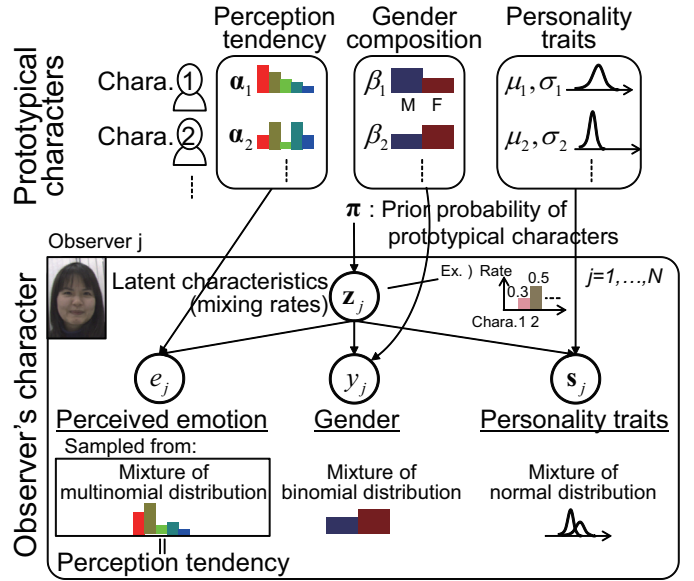 Perception tendency
Gender composition
Personality traits
Prototypical characters
Chara. 1
α1
β1
M F
μ1, σ1
Chara. 2
α2
β2
μ2, σ2
π : Prior probability of prototypical characters
Observer j
j=1,...,N
Latent characteristics (mixing rates)
zj
Ex. ) Rate
0.3
0.5
Chara.1 2
Observer's character
ej
yj
sj
Perceived emotion
Gender
Personality traits
Sampled from:
Mixture of multinomial distribution
Mixture of binomial distribution
Mixture of normal distribution
=
Perception tendency